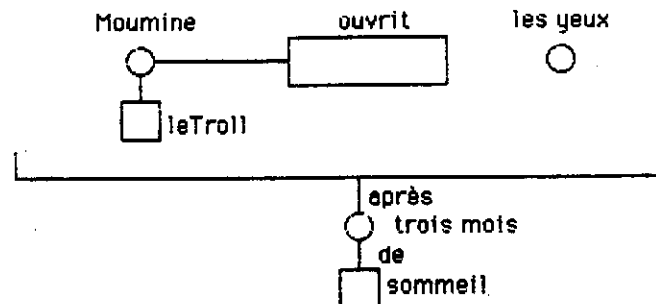 Moumine ouvrit les yeux
leTroll
après
trois mois
de
sommeil